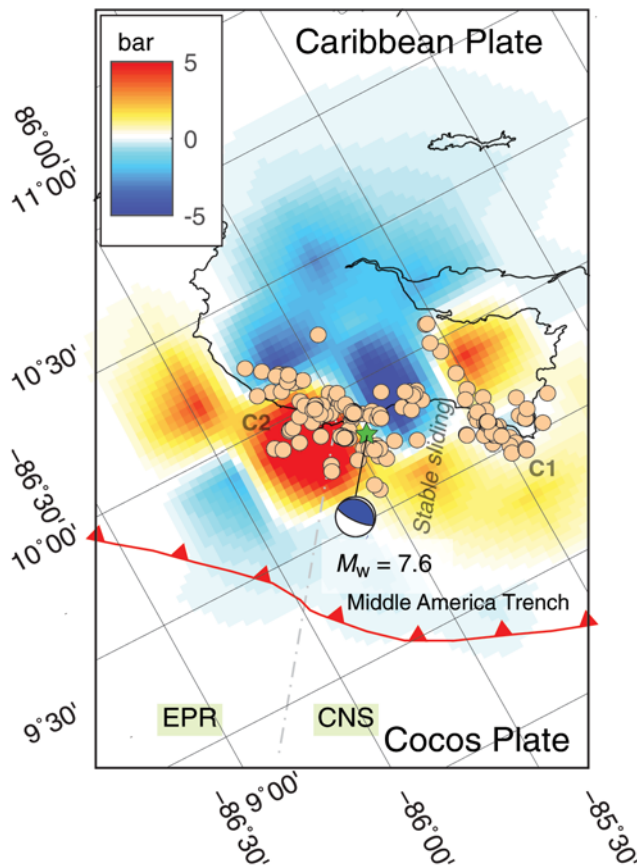 bar
5
0
-5
Caribbean Plate
86°00'
11°00'
10°30'
−86°30'
10°00'
9°30'
C2
C1
Stable sliding
Mw = 7.6
Middle America Trench
EPR
CNS
Cocos Plate
−86°30'
9°00'
−86°00'
−85°30'